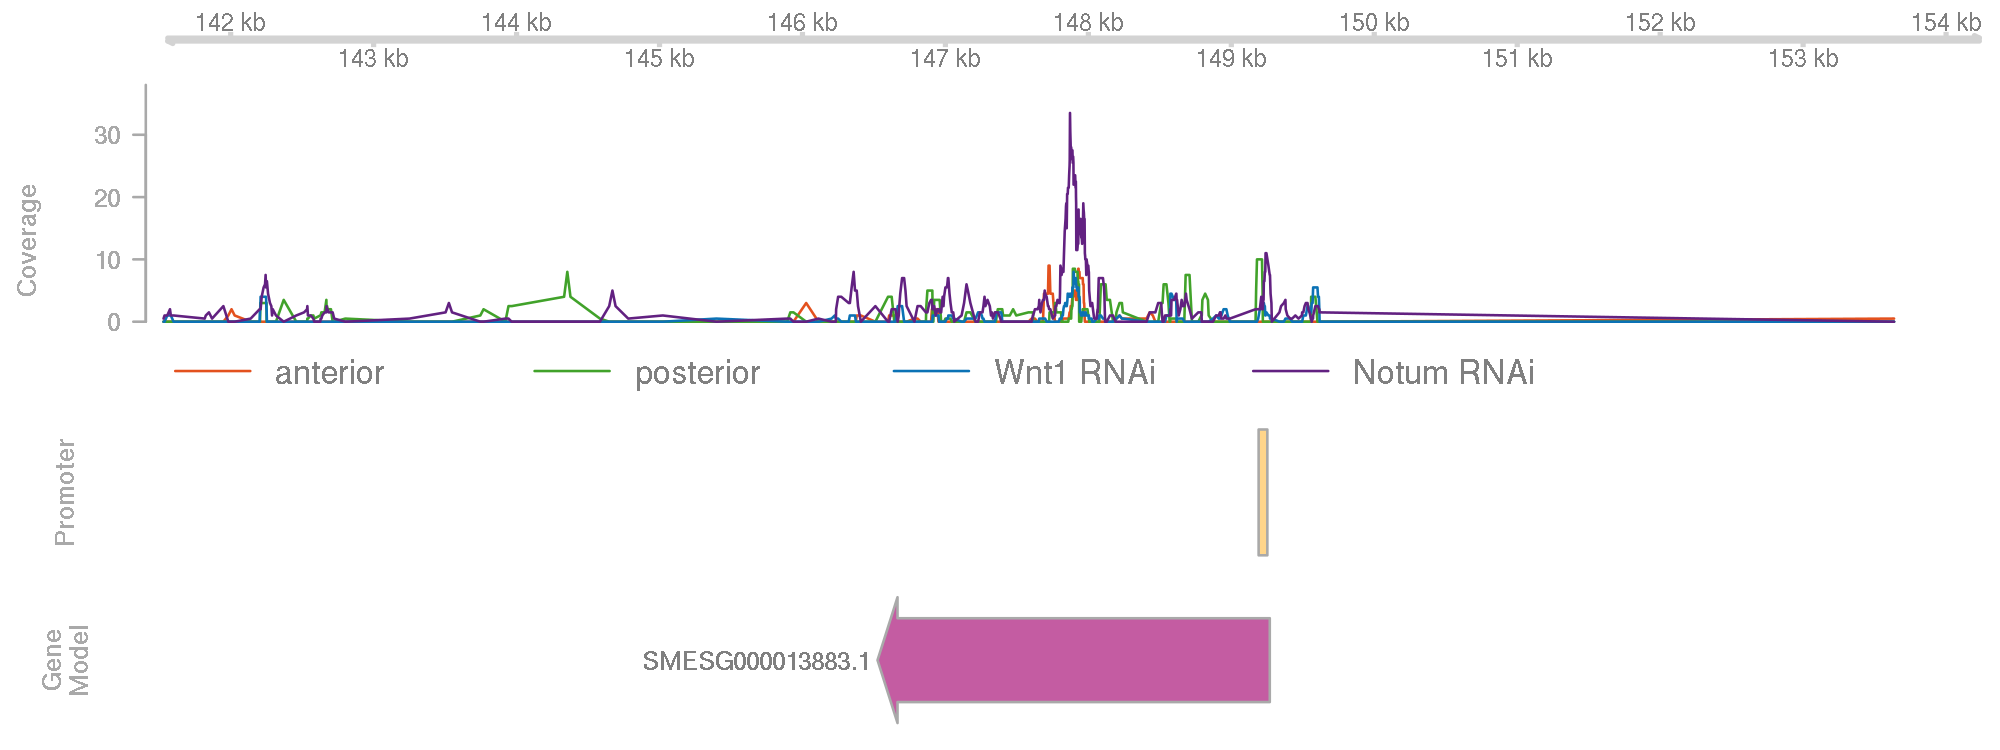 142 kb 144 kb 146 kb 148 kb 150 kb 152 kb 154 kb
143 kb 145 kb 147 kb 149 kb 151 kb 153 kb
Coverage
30
20
10
0
anterior posterior Wnt1 RNAi Notum RNAi
Promoter
Gene
Model
SMESG000013883.1